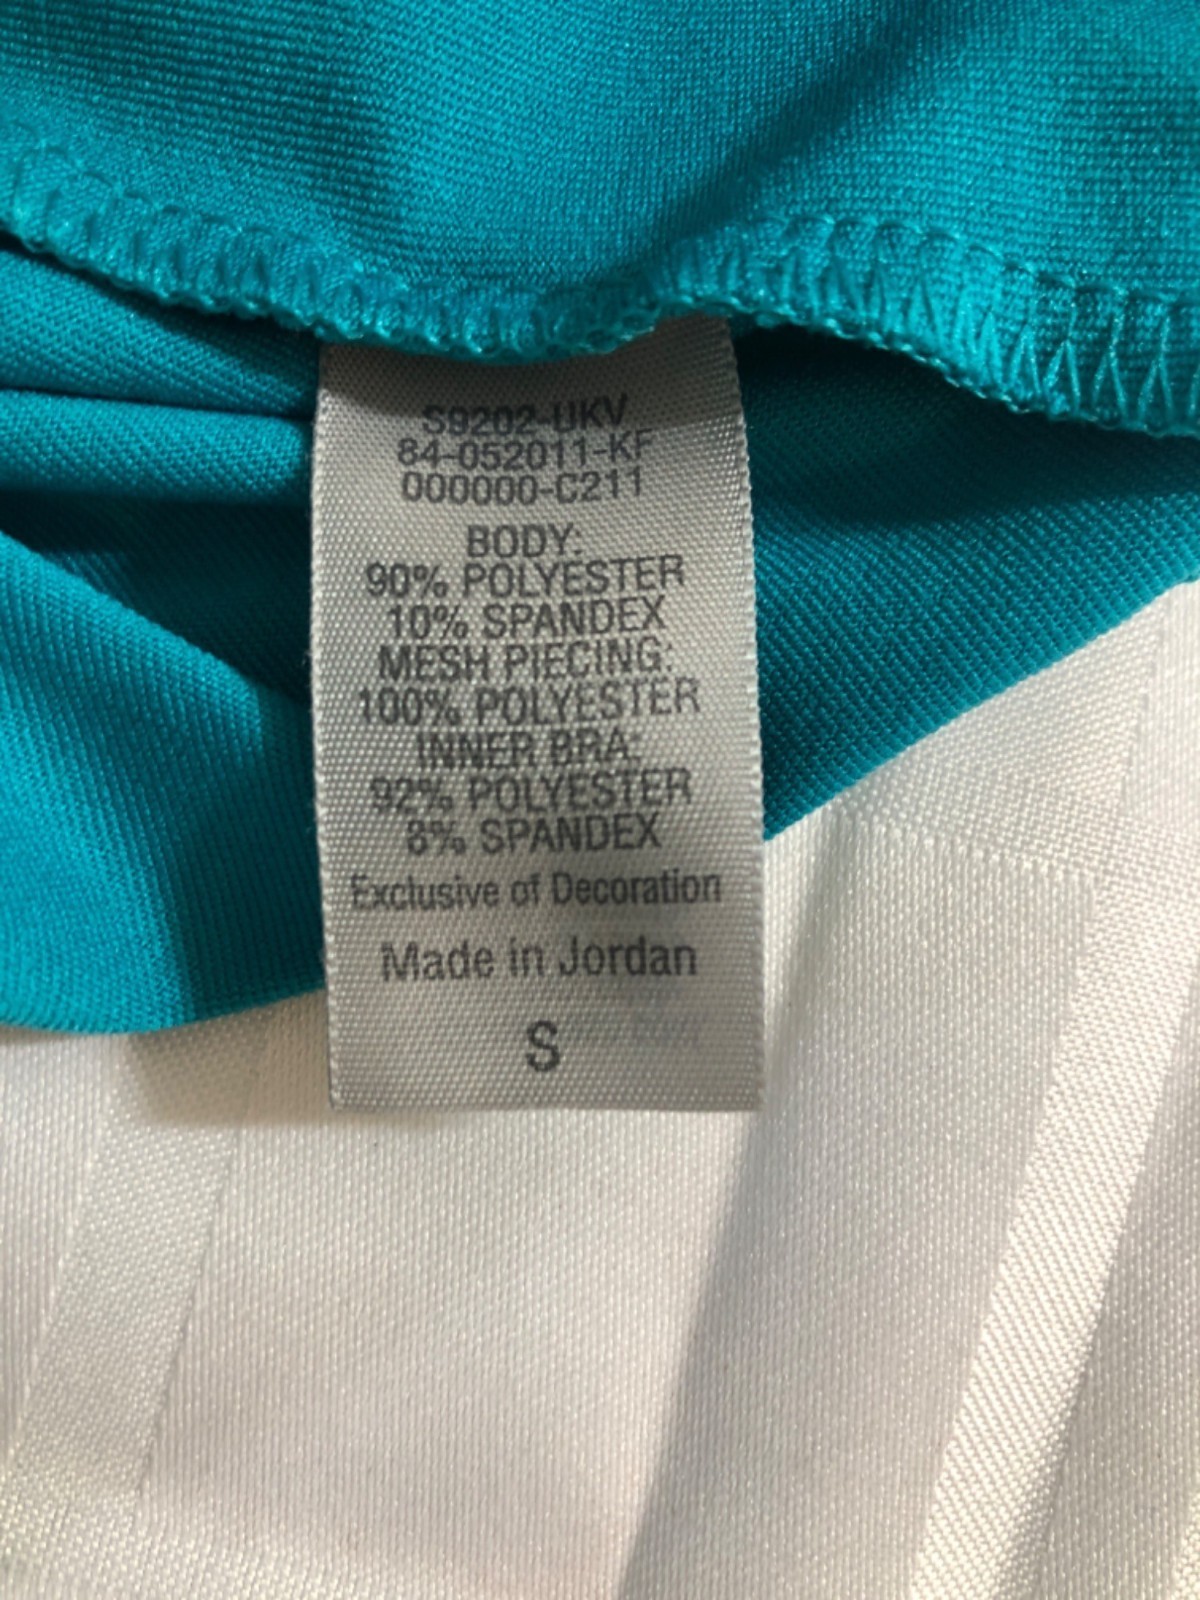 S9202-UKV
84-052011-KF
000000-C211
BODY:
90% POLYESTER
10% SPANDEX
MESH PIECING:
100% POLYESTER
INNER BRA:
92% POLYESTER
8% SPANDEX
Exclusive of Decoration
Made in Jordan
S